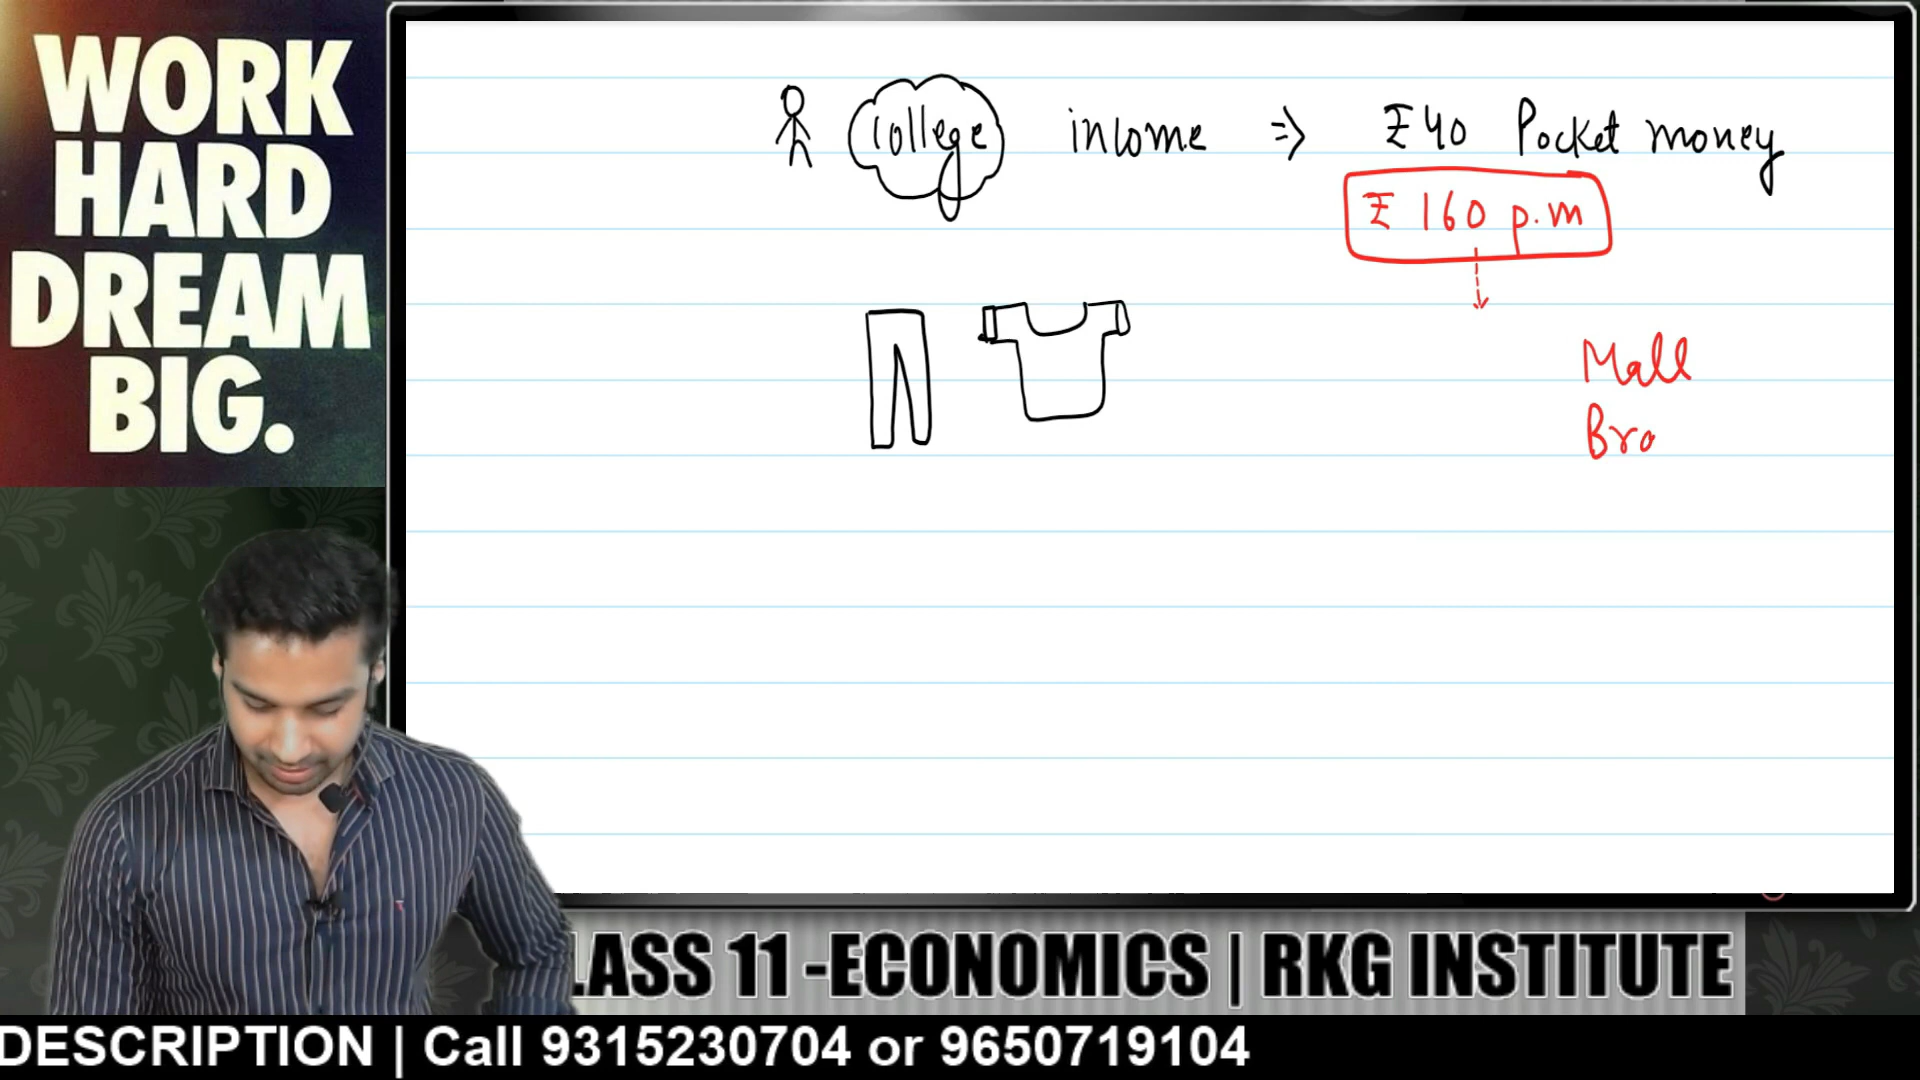 WORK
HARD
DREAM
BIG.
College income => ₹40 Pocket money
₹ 160 p.m
Mall
Bra
LASS 11 -ECONOMICS | RKG INSTITUTE
DESCRIPTION | Call 9315230704 or 9650719104